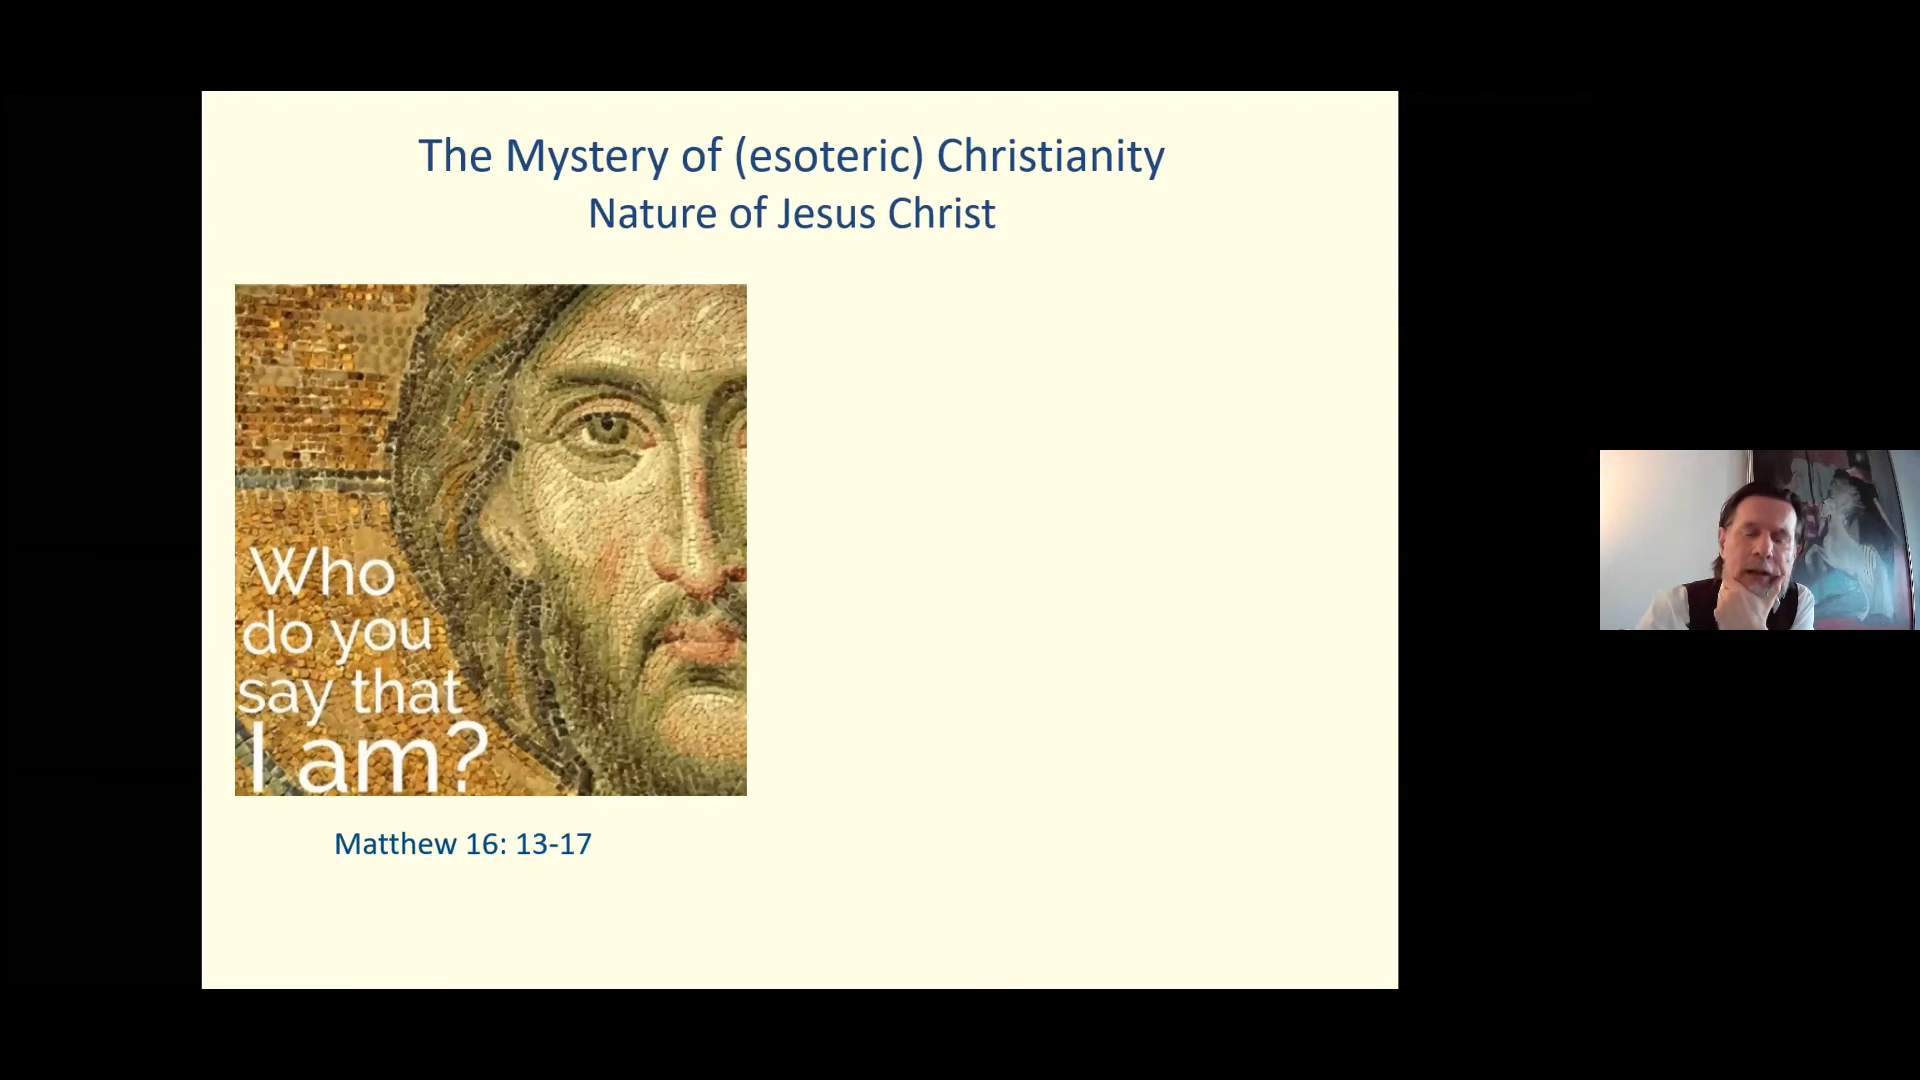 The Mystery of (esoteric) Christianity
Nature of Jesus Christ
Who
do you
say that
I am?
Matthew 16: 13-17